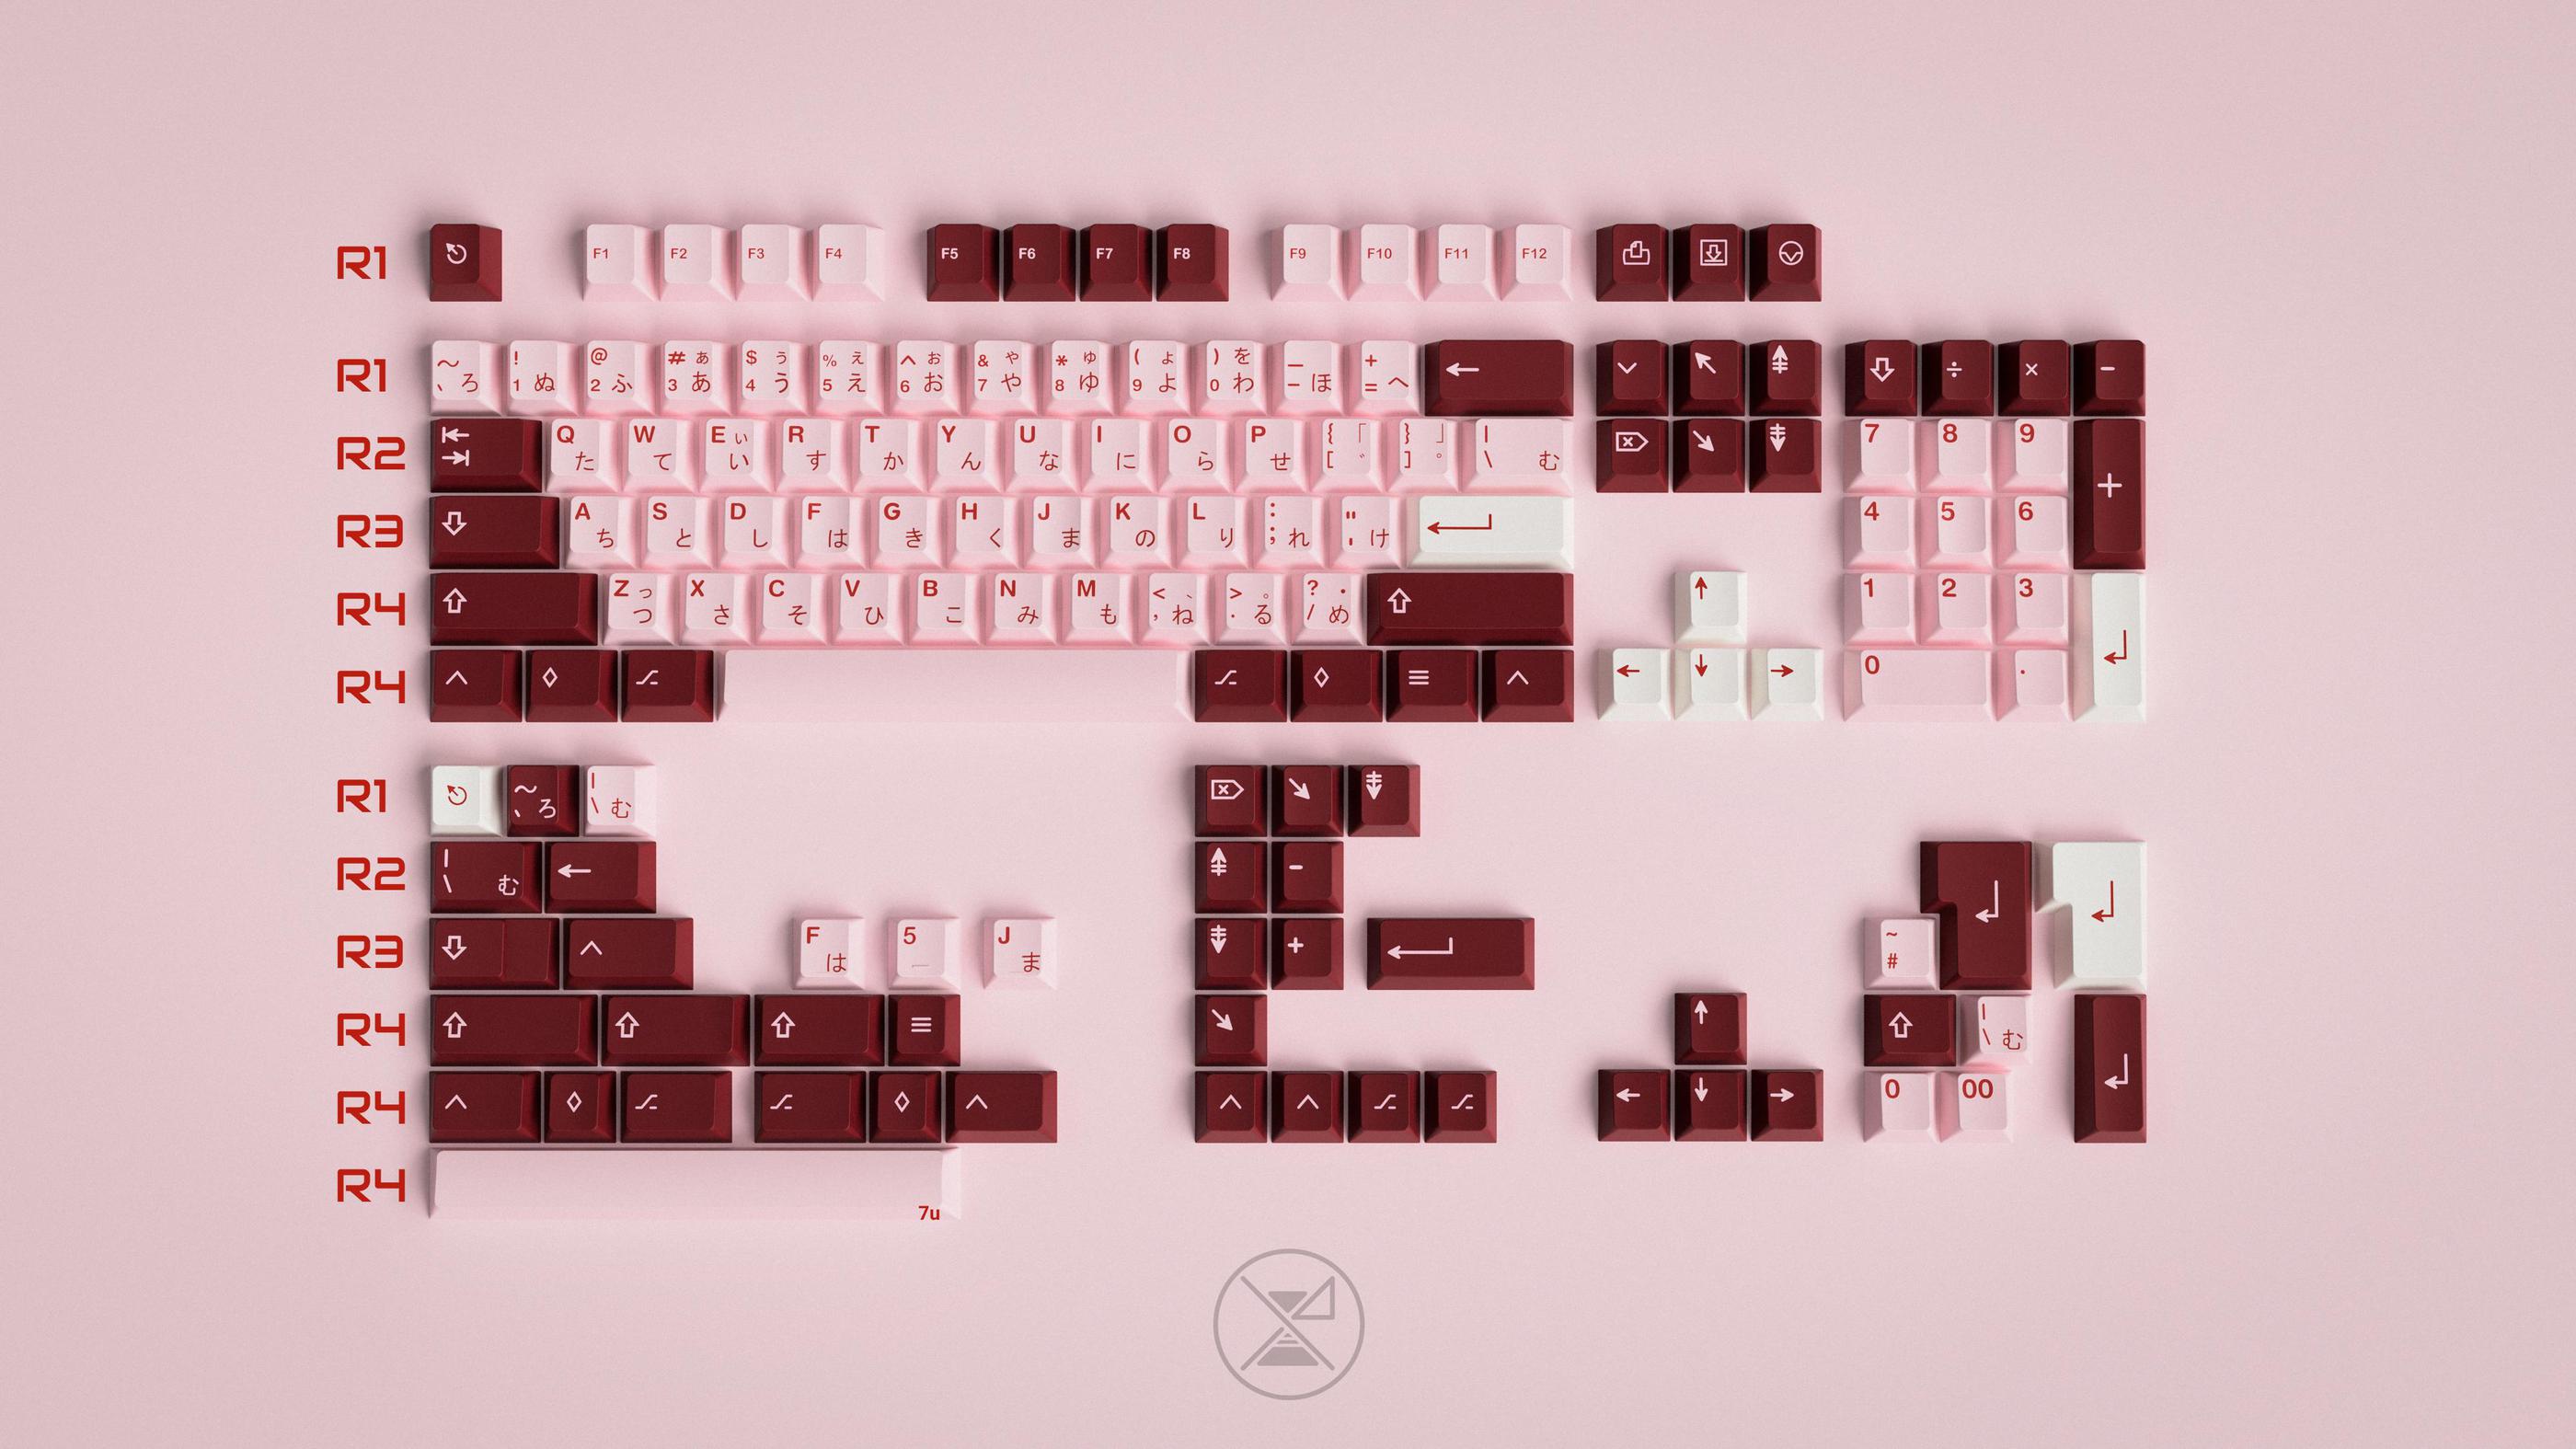 R1 F1 F2 F3 F4 F5 F6 F7 F8 F9 F10 F11 F12
R1 ~ ` ろ ! 1 ぬ @ 2 ふ # ぁ 3 あ $ ぅ 4 う % ぇ 5 え ^ ぉ 6 お & ゃ 7 や * ゅ 8 ゆ ( ょ 9 よ ) を 0 わ _ - ほ + = へ ← ↖ ÷ × -
R2 Q た W て E ぃ い R す T か Y ん U な I に O ら P せ { 「 [ ゛ } 」 ] ゜ | \ む ↘ 7 8 9 +
R3 A ち S と D し F は G き H く J ま K の L り : ; れ " ' け 4 5 6
R4 ⇧ Z っ つ X さ C そ V ひ B こ N み M も < 、 , ね > 。 . る ? ・ / め ⇧ ↑ 1 2 3
R4 ← ↓ → 0 .
R1 ~ ` ろ | \ む ↘
R2 | \ む ← -
R3 F は 5 J ま + ~ #
R4 ⇧ ⇧ ⇧ ≡ ↘ ↑ ⇧ | \ む
R4 ← ↓ → 0 00
R4 7u